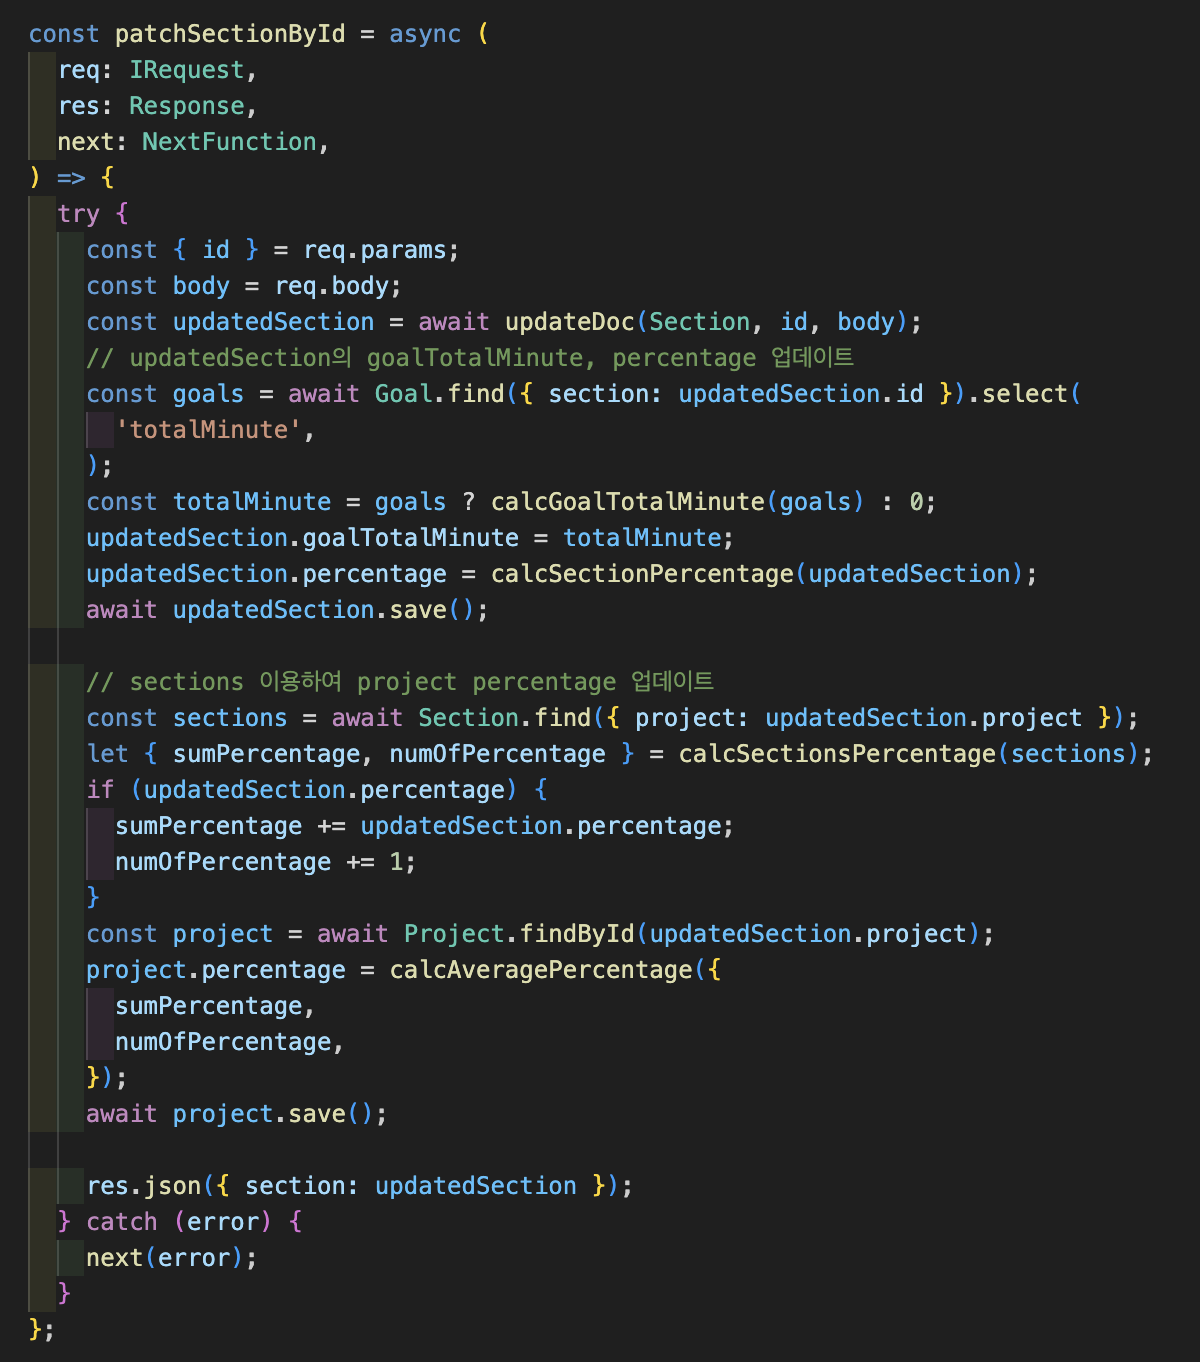 const patchSectionById = async (
  req: IRequest,
  res: Response,
  next: NextFunction,
) => {
  try {
    const { id } = req.params;
    const body = req.body;
    const updatedSection = await updateDoc(Section, id, body);
    // updatedSection의 goalTotalMinute, percentage 업데이트
    const goals = await Goal.find({ section: updatedSection.id }).select(
      'totalMinute',
    );
    const totalMinute = goals ? calcGoalTotalMinute(goals) : 0;
    updatedSection.goalTotalMinute = totalMinute;
    updatedSection.percentage = calcSectionPercentage(updatedSection);
    await updatedSection.save();

    // sections 이용하여 project percentage 업데이트
    const sections = await Section.find({ project: updatedSection.project });
    let { sumPercentage, numOfPercentage } = calcSectionsPercentage(sections);
    if (updatedSection.percentage) {
      sumPercentage += updatedSection.percentage;
      numOfPercentage += 1;
    }
    const project = await Project.findById(updatedSection.project);
    project.percentage = calcAveragePercentage({
      sumPercentage,
      numOfPercentage,
    });
    await project.save();

    res.json({ section: updatedSection });
  } catch (error) {
    next(error);
  }
};